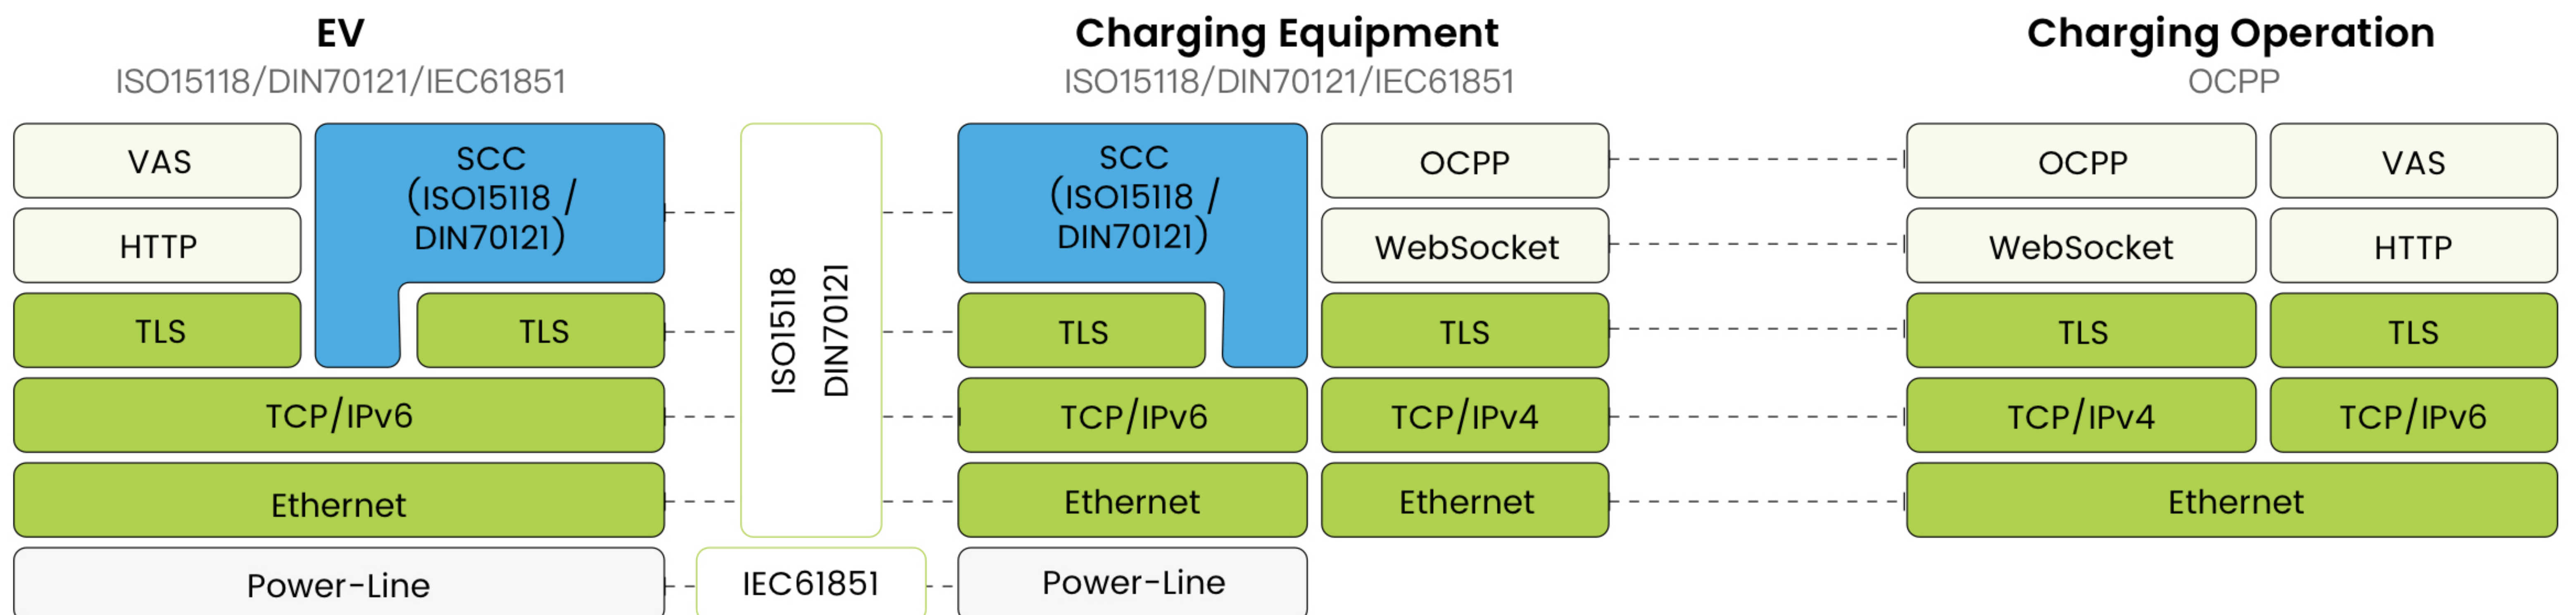 EV
ISO15118/DIN70121/IEC61851
VAS
HTTP
TLS
SCC
(ISO15118 /
DIN70121)
TLS
TCP/IPv6
Ethernet
Power-Line
ISO15118
DIN70121
IEC61851
Charging Equipment
ISO15118/DIN70121/IEC61851
SCC
(ISO15118 /
DIN70121)
TLS
TCP/IPv6
Ethernet
Power-Line
OCPP
WebSocket
TLS
TCP/IPv4
Ethernet
Charging Operation
OCPP
OCPP
WebSocket
TLS
TCP/IPv4
VAS
HTTP
TLS
TCP/IPv6
Ethernet